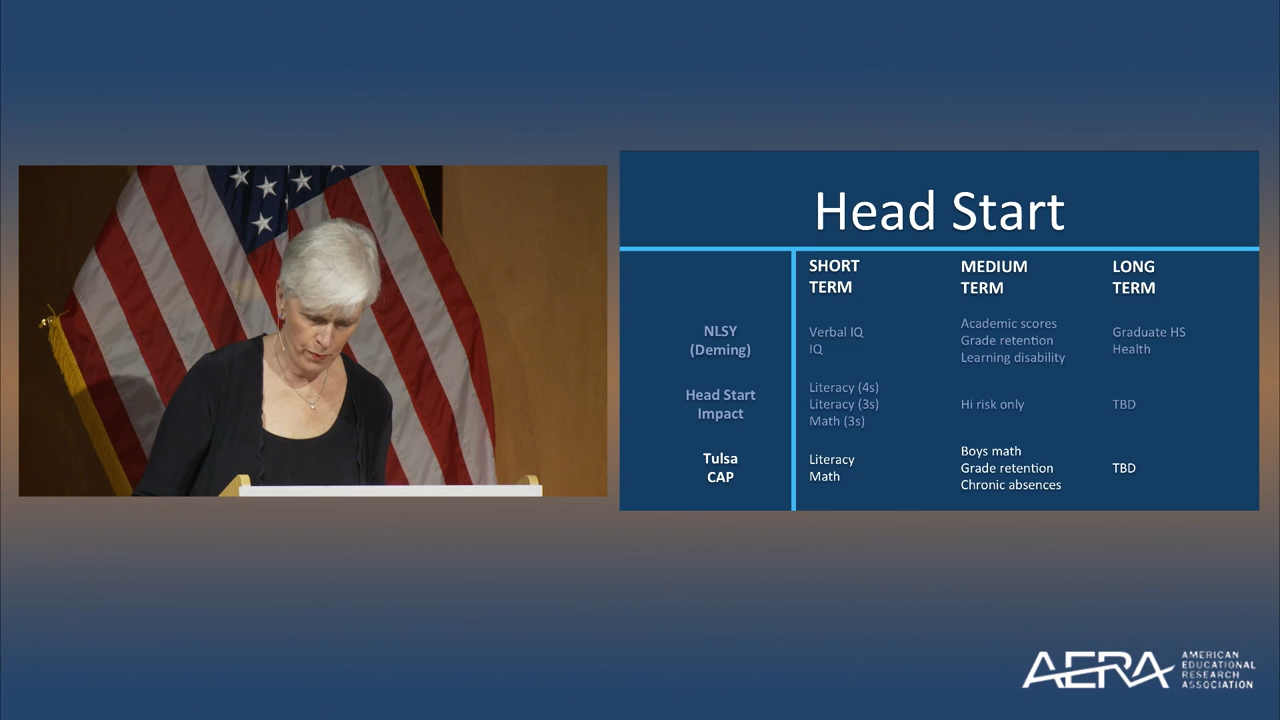 Head Start
SHORT TERM
MEDIUM TERM
LONG TERM
NLSY
(Deming)
Verbal IQ
IQ
Academic scores
Grade retention
Learning disability
Graduate HS
Health
Head Start
Impact
Literacy (4s)
Literacy (3s)
Math (3s)
Hi risk only
TBD
Tulsa
CAP
Literacy
Math
Boys math
Grade retention
Chronic absences
TBD
AERA
AMERICAN
EDUCATIONAL
RESEARCH
ASSOCIATION